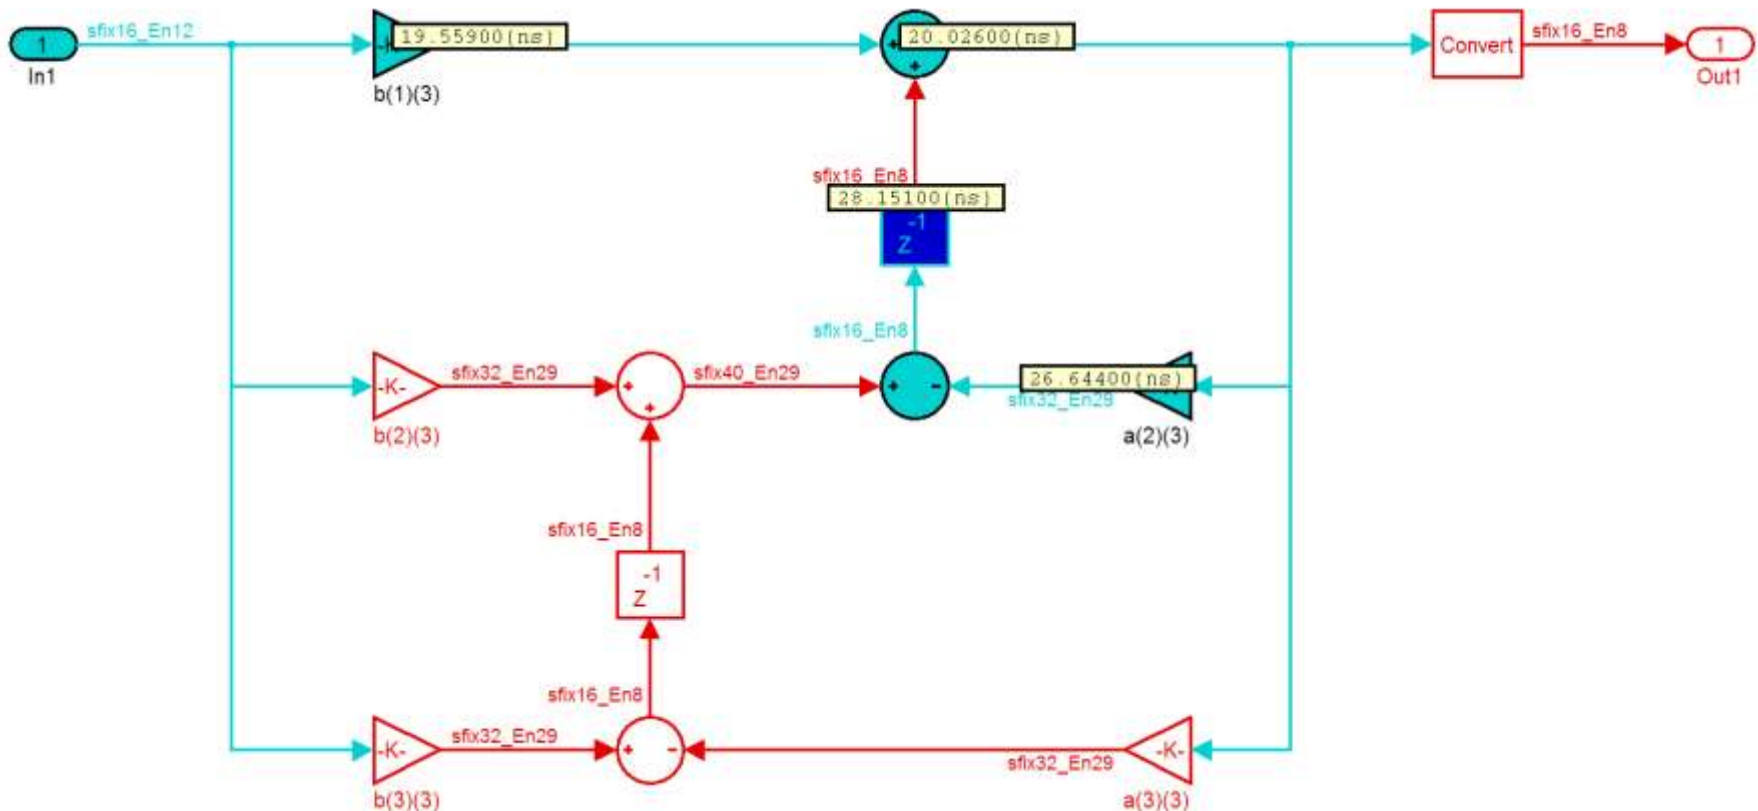 sfix16_En12
1
In1
-K
19.55900(ns)
b(1)(3)
+
20.02600(ns)
+
Convert
sfix16_En8
1
Out1
sfix16_En8
28.15100(ns)
-1
Z
sfix16_En8
-K-
b(2)(3)
sfix32_En29
+
+
sfix40_En29
+
-
26.64400(ns)
sfix32_En29
a(2)(3)
sfix16_En8
-1
Z
sfix16_En8
-K-
b(3)(3)
sfix32_En29
+
-
sfix32_En29
-K-
a(3)(3)